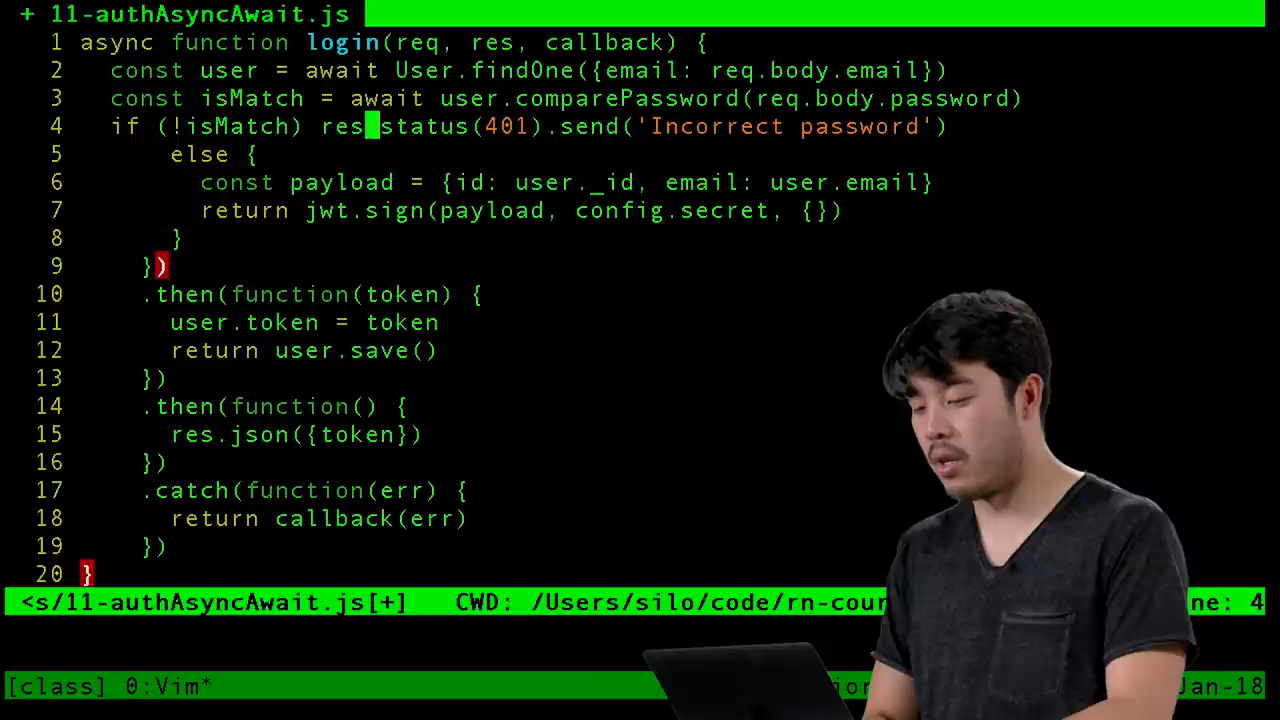 + 11-authAsyncAwait.js
1 async function login(req, res, callback) {
2 const user = await User.findOne({email: req.body.email})
3 const isMatch = await user.comparePassword(req.body.password)
4 if (!isMatch) res.status(401).send('Incorrect password')
5 else {
6 const payload = {id: user._id, email: user.email}
7 return jwt.sign(payload, config.secret, {})
8 }
9 })
10 .then(function(token) {
11 user.token = token
12 return user.save()
13 })
14 .then(function() {
15 res.json({token})
16 })
17 .catch(function(err) {
18 return callback(err)
19 })
20 }
<s/11-authAsyncAwait.js[+] CWD: /Users/silo/code/rn-cour ne: 4
[class] 0:Vim* Jan-18